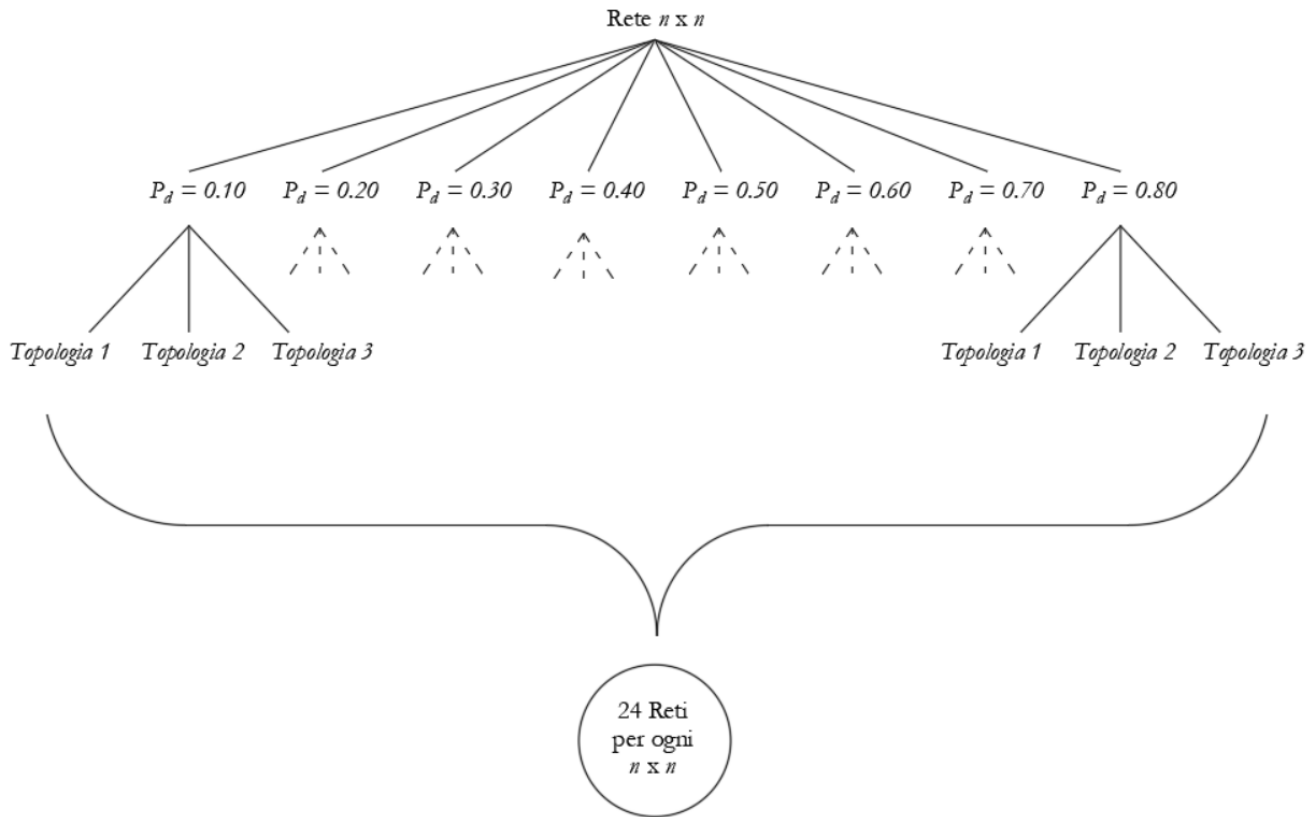 Rete n x n
P_d = 0.10 P_d = 0.20 P_d = 0.30 P_d = 0.40 P_d = 0.50 P_d = 0.60 P_d = 0.70 P_d = 0.80
Topologia 1 Topologia 2 Topologia 3 Topologia 1 Topologia 2 Topologia 3
24 Reti
per ogni
n x n